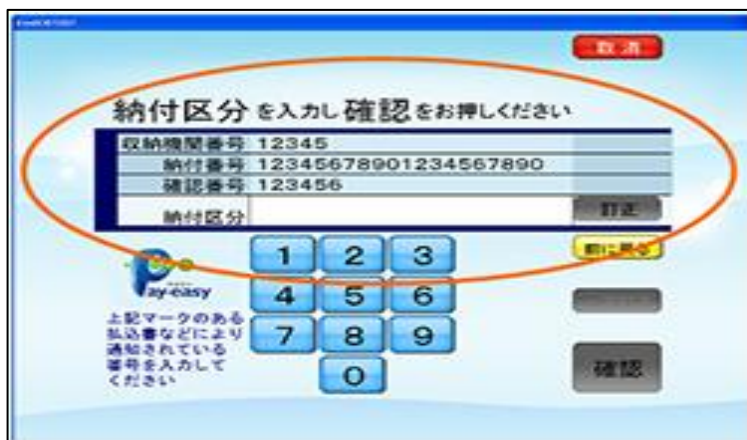 取消
納付区分を入力し確認をお押しください
収納機関番号 12345
納付番号 12345678901234567890
確認番号 123456
納付区分
訂正
前に戻る
1 2 3
4 5 6
7 8 9
0
Pay-easy
上記マークのある
払込書などにより
通知されている
番号を入力して
ください
確認